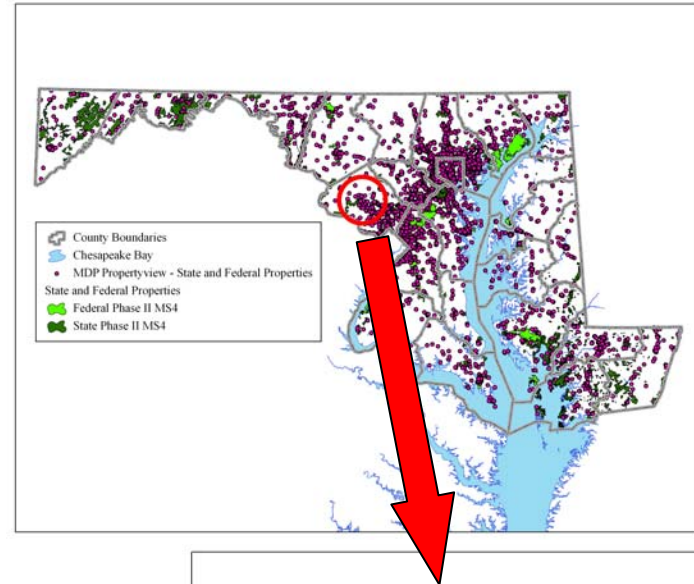 County Boundaries
Chesapeake Bay
MDP Propertyview - State and Federal Properties
State and Federal Properties
Federal Phase II MS4
State Phase II MS4